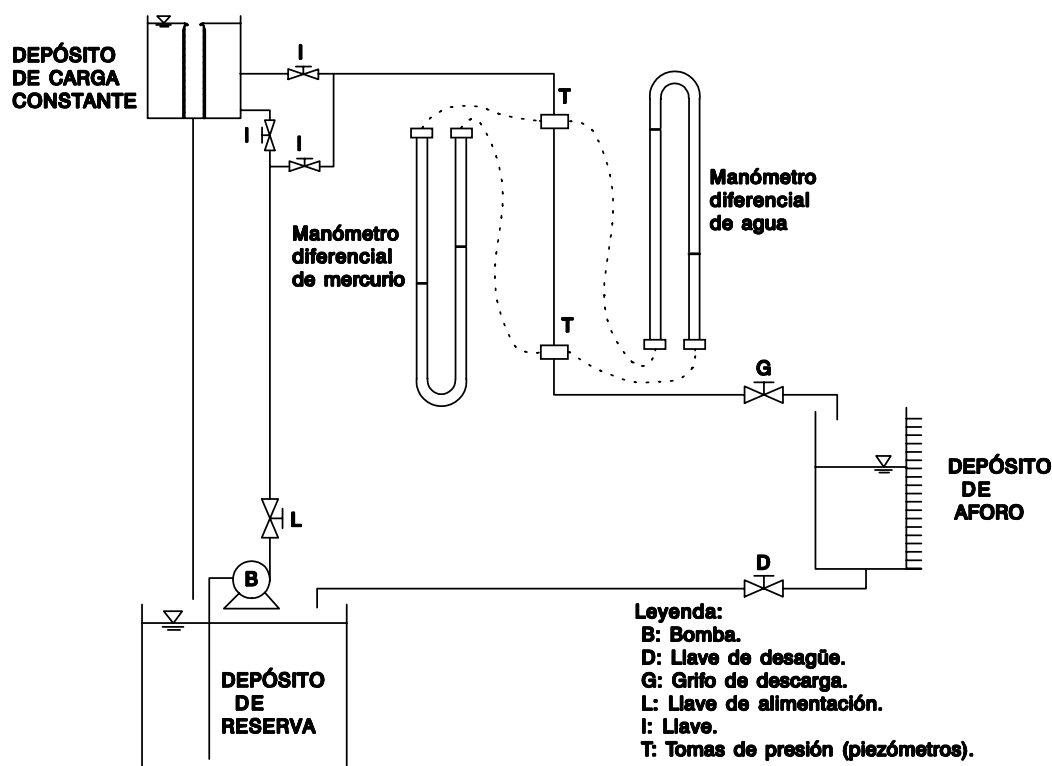 DEPÓSITO
DE CARGA
CONSTANTE
I
I
I
T
T
Manómetro
diferencial
de mercurio
Manómetro
diferencial
de agua
G
DEPÓSITO
DE
AFORO
L
B
D
DEPÓSITO
DE
RESERVA
Leyenda:
B: Bomba.
D: Llave de desagüe.
G: Grifo de descarga.
L: Llave de alimentación.
I: Llave.
T: Tomas de presión (piezómetros).